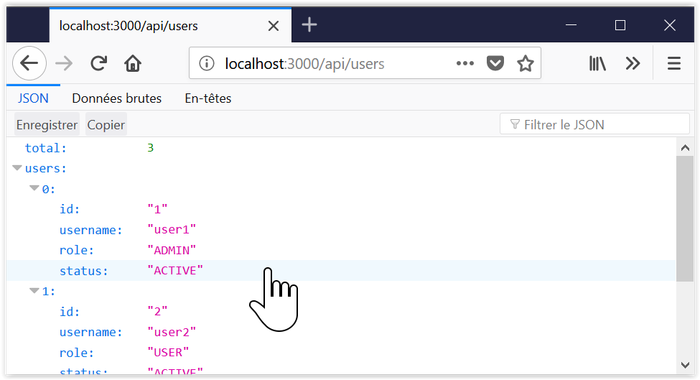 localhost:3000/api/users
localhost:3000/api/users
JSON Données brutes En-têtes
Enregistrer Copier Filtrer le JSON
total: 3
users:
0:
id: "1"
username: "user1"
role: "ADMIN"
status: "ACTIVE"
1:
id: "2"
username: "user2"
role: "USER"
status: "ACTIVE"